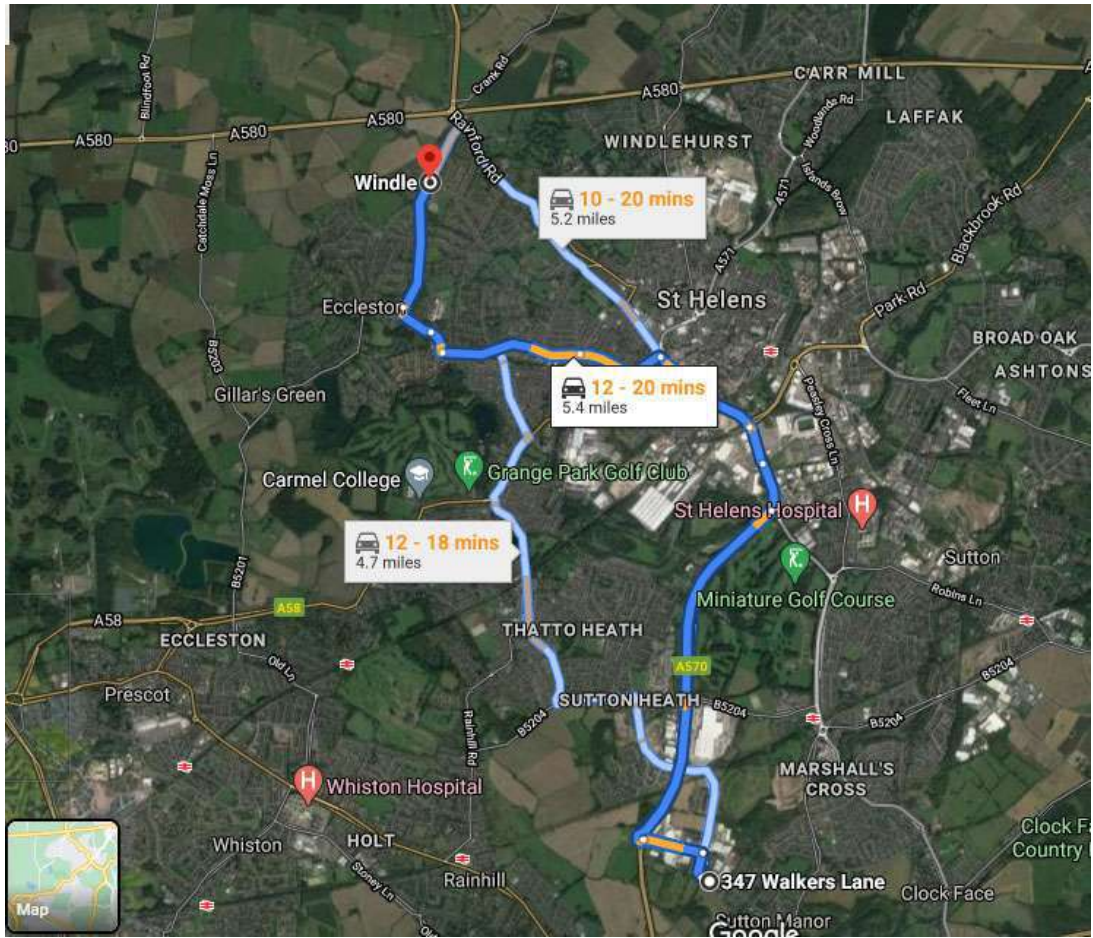 Blindfoot Rd
Crank Rd
CARR MILL
A580
A580
A580
LAFFAK
Rainford Rd
WINDLEHURST
Woodlands Rd
Windle
Catchdale Moss Ln
10 - 20 mins
5.2 miles
A571
Islands Brow
Blackbrook Rd
A571
Eccleston
St Helens
Park Rd
BROAD OAK
ASHTONS
B5203
12 - 20 mins
5.4 miles
Gillar's Green
Peasley Cross Ln
Fleet Ln
Carmel College
Grange Park Golf Club
St Helens Hospital
H
12 - 18 mins
4.7 miles
Sutton
B5201
Miniature Golf Course
Robins Ln
A58
A58
ECCLESTON
THATTO HEATH
Old Ln
A570
Prescot
SUTTON HEATH
B5204
B5204
B5204
B5204
Rainhill Rd
MARSHALL'S
CROSS
H
Whiston Hospital
Whiston
HOLT
Clock Fa
Country
Stoney Ln
Rainhill
347 Walkers Lane
Clock Face
Map
Sutton Manor
Google